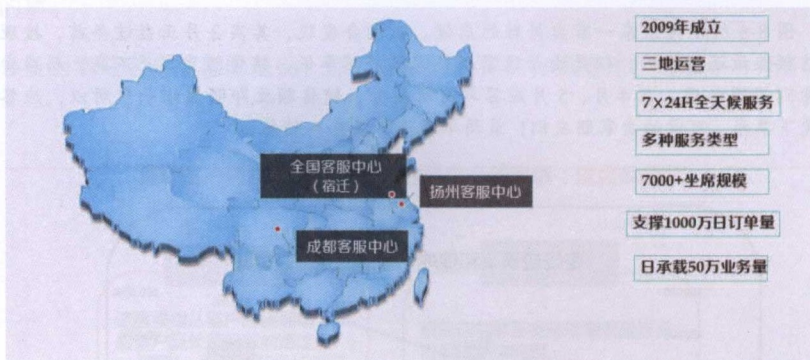 2009年成立
三地运营
7×24H全天候服务
多种服务类型
全国客服中心
（宿迁）
7000+坐席规模
扬州客服中心
支撑1000万日订单量
成都客服中心
日承载50万业务量